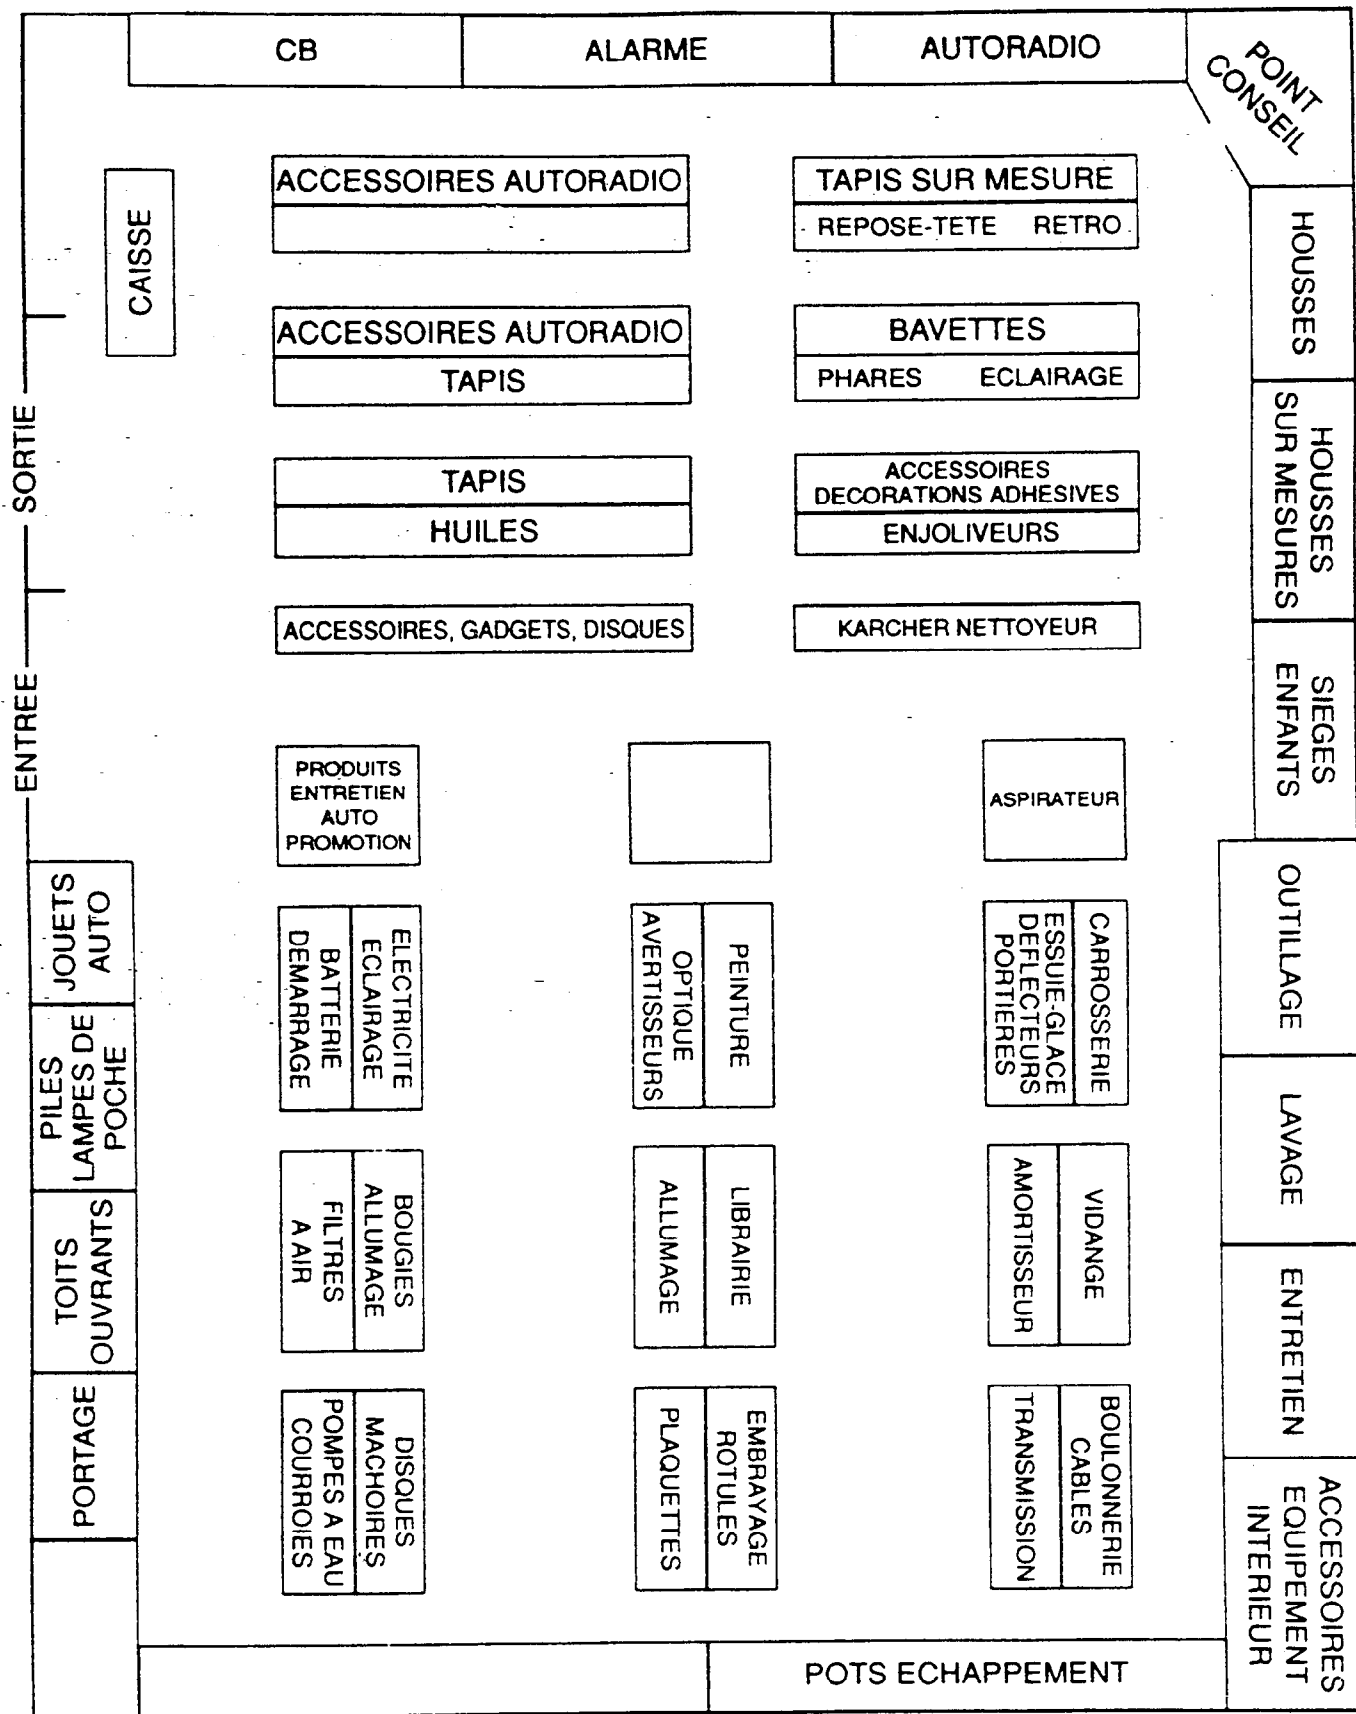 CB
ALARME
AUTORADIO
POINT
CONSEIL
CAISSE
ACCESSOIRES AUTORADIO
TAPIS SUR MESURE
REPOSE-TETE RETRO
HOUSSES
ACCESSOIRES AUTORADIO
TAPIS
BAVETTES
PHARES ECLAIRAGE
SORTIE
TAPIS
HUILES
ACCESSOIRES
DECORATIONS ADHESIVES
ENJOLIVEURS
HOUSSES
SUR MESURES
ENTREE
ACCESSOIRES, GADGETS, DISQUES
KARCHER NETTOYEUR
SIEGES
ENFANTS
PRODUITS
ENTRETIEN
AUTO
PROMOTION
ASPIRATEUR
JOUETS
AUTO
ELECTRICITE
ECLAIRAGE
BATTERIE
DEMARRAGE
PEINTURE
OPTIQUE
AVERTISSEURS
CARROSSERIE
ESSUIE-GLACE
DEFLECTEURS
PORTIERES
OUTILLAGE
PILES
LAMPES DE
POCHE
LAVAGE
TOITS
OUVRANTS
BOUGIES
ALLUMAGE
FILTRES
A AIR
LIBRAIRIE
ALLUMAGE
VIDANGE
AMORTISSEUR
ENTRETIEN
PORTAGE
DISQUES
MACHOIRES
POMPES A EAU
COURROIES
EMBRAYAGE
ROTULES
PLAQUETTES
BOULONNERIE
CABLES
TRANSMISSION
ACCESSOIRES
EQUIPEMENT
INTERIEUR
POTS ECHAPPEMENT